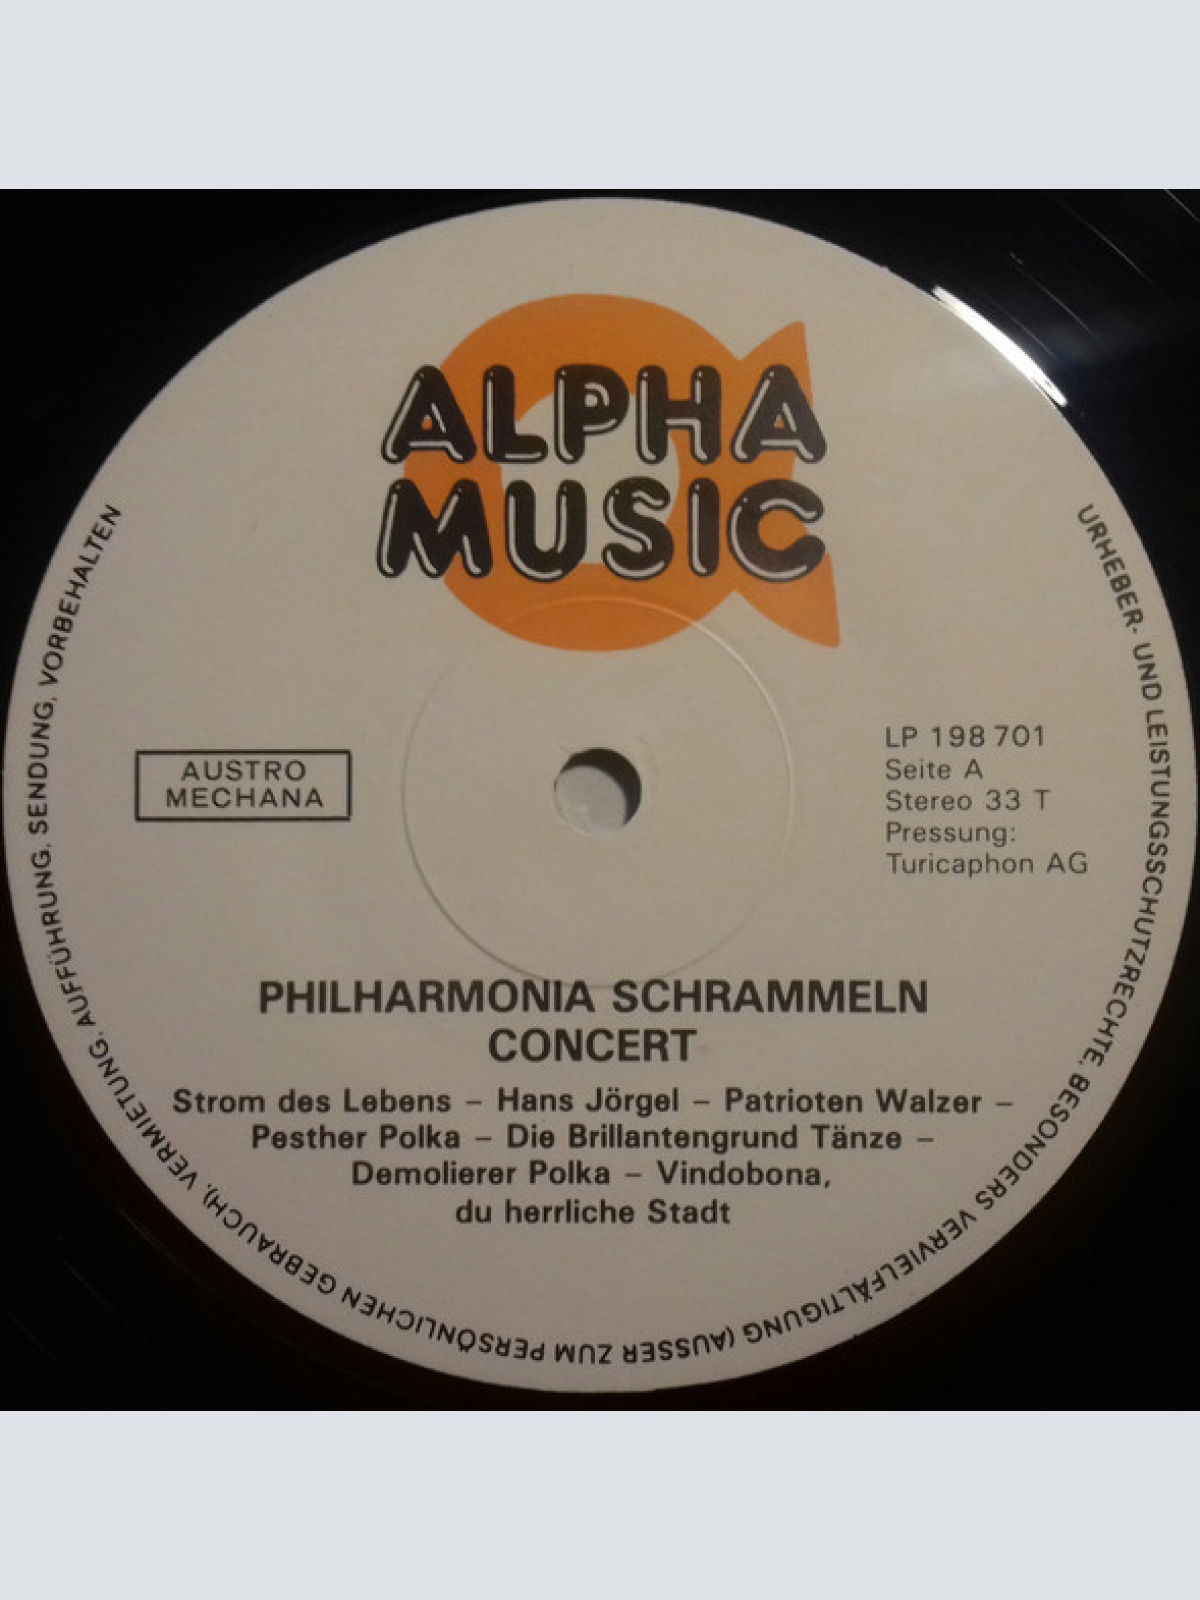 ALPHA
MUSIC
AUSTRO
MECHANA
LP 198 701
Seite A
Stereo 33 T
Pressung:
Turicaphon AG
PHILHARMONIA SCHRAMMELN
CONCERT
Strom des Lebens – Hans Jörgel – Patrioten Walzer –
Pesther Polka – Die Brillantengrund Tänze –
Demolierer Polka – Vindobona,
du herrliche Stadt
URHEBER- UND LEISTUNGSSCHUTZRECHTE, BESONDERS VERVIELFÄLTIGUNG (AUSSER ZUM PERSÖNLICHEN GEBRAUCH), VERMIETUNG, AUFFÜHRUNG, SENDUNG, VORBEHALTEN